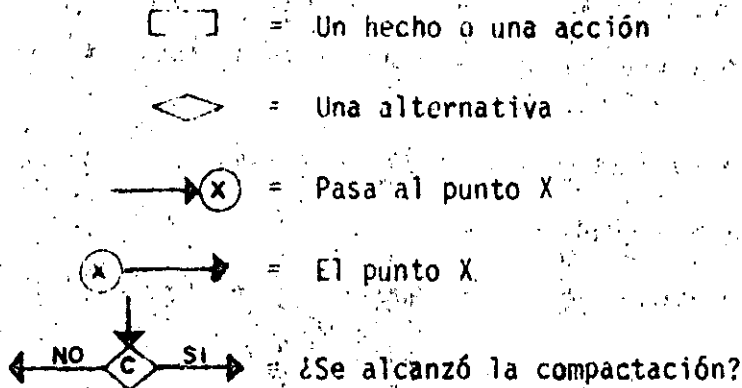 [ ] = Un hecho o una acción
= Una alternativa
X = Pasa al punto X
X = El punto X
NO C SI = ¿Se alcanzó la compactación?